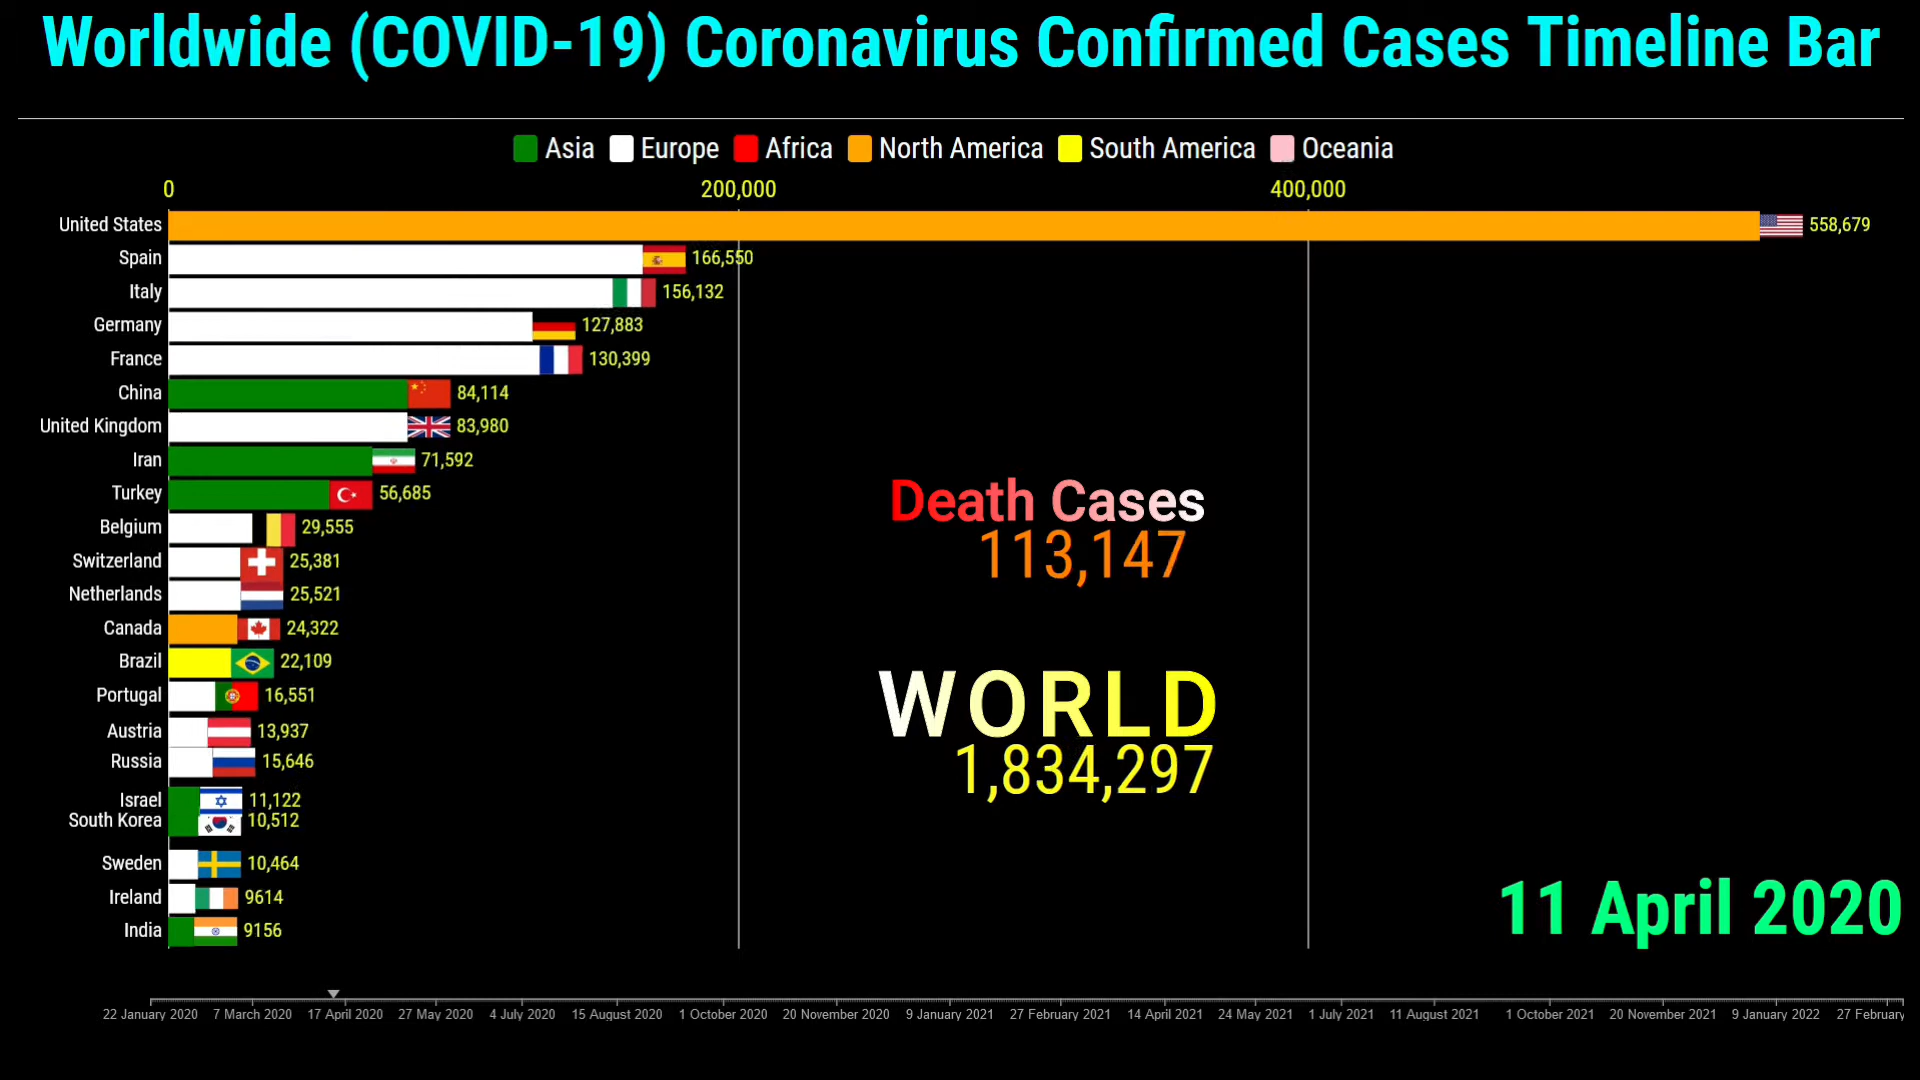 Worldwide (COVID-19) Coronavirus Confirmed Cases Timeline Bar
Asia Europe Africa North America South America Oceania
0 200,000 400,000
United States 558,679
Spain 166,550
Italy 156,132
Germany 127,883
France 130,399
China 84,114
United Kingdom 83,980
Iran 71,592
Turkey 56,685
Belgium 29,555
Switzerland 25,381
Netherlands 25,521
Canada 24,322
Brazil 22,109
Portugal 16,551
Austria 13,937
Russia 15,646
Israel 11,122
South Korea 10,512
Sweden 10,464
Ireland 9614
India 9156
Death Cases
113,147
WORLD
1,834,297
11 April 2020
22 January 2020 7 March 2020 17 April 2020 27 May 2020 4 July 2020 15 August 2020 1 October 2020 20 November 2020 9 January 2021 27 February 2021 14 April 2021 24 May 2021 1 July 2021 11 August 2021 1 October 2021 20 November 2021 9 January 2022 27 February